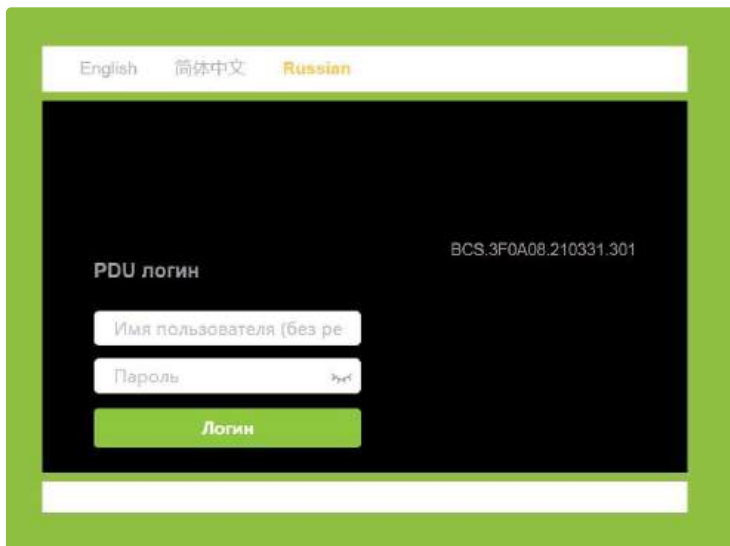 English 简体中文 Russian
BCS.3F0A08.210331.301
PDU логин
Имя пользователя (без ре
Пароль
Логин